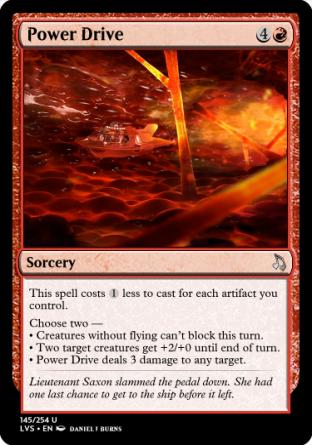 Power Drive 4
Sorcery
This spell costs 1 less to cast for each artifact you
control.
Choose two —
• Creatures without flying can't block this turn.
• Two target creatures get +2/+0 until end of turn.
• Power Drive deals 3 damage to any target.
Lieutenant Saxon slammed the pedal down. She had
one last chance to get to the ship before it left.
145/254 U
LVS • EN DANIEL J BURNS